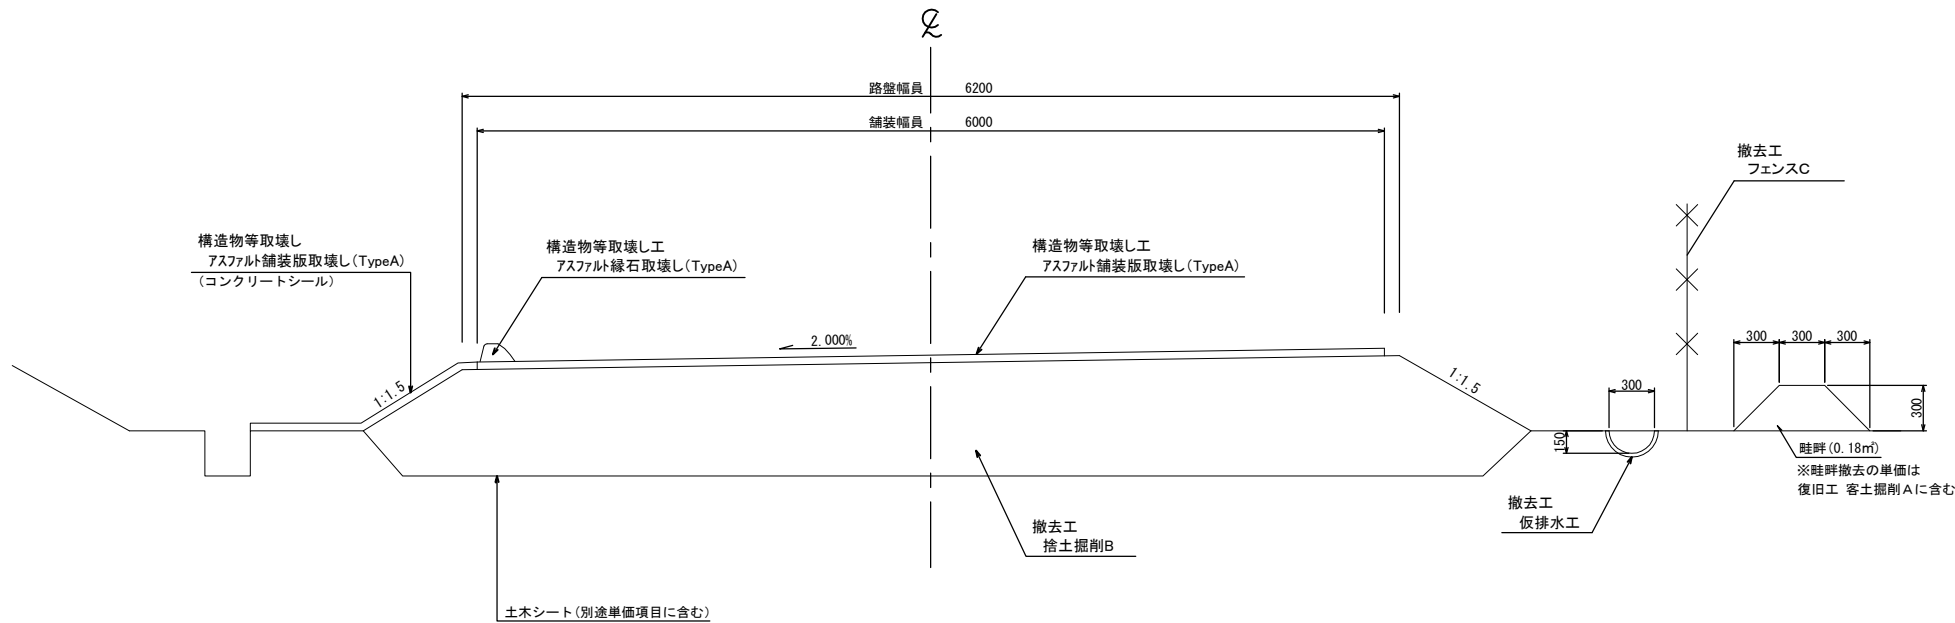 ℄
路盤幅員 6200
舗装幅員 6000
撤去工
フェンスC
構造物等取壊し
アスファルト舗装版取壊し(TypeA)
(コンクリートシール)
構造物等取壊し工
アスファルト縁石取壊し(TypeA)
構造物等取壊し工
アスファルト舗装版取壊し(TypeA)
2.000%
1:1.5
1:1.5
300
300
300
300
300
150
畦畔(0.18㎡)
※畦畔撤去の単価は
復旧工 客土掘削Aに含む
撤去工
仮排水工
撤去工
捨土掘削B
土木シート(別途単価項目に含む)